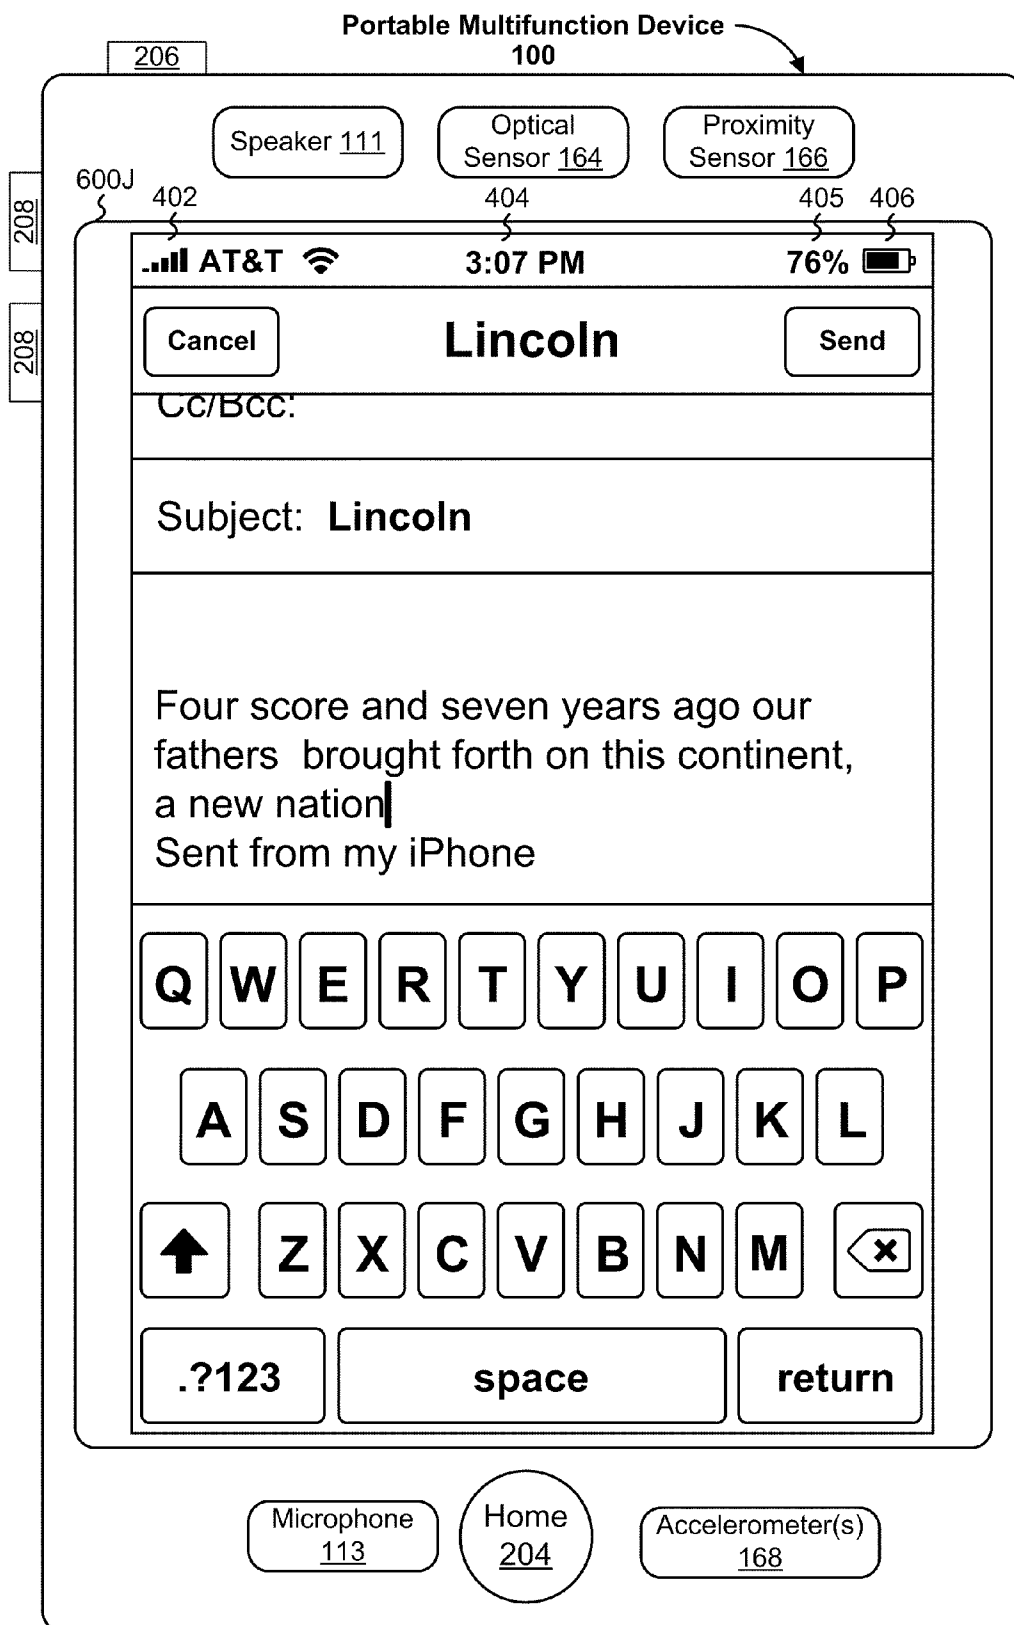 Portable Multifunction Device
100
206
Speaker 111
Optical
Sensor 164
Proximity
Sensor 166
208
208
600J
402
404
405
406
AT&T
3:07 PM
76%
Cancel
Lincoln
Send
Cc/Bcc:
Subject: Lincoln
Four score and seven years ago our
fathers  brought forth on this continent,
a new nation
Sent from my iPhone
Q W E R T Y U I O P
A S D F G H J K L
Z X C V B N M
.?123
space
return
Microphone
113
Home
204
Accelerometer(s)
168